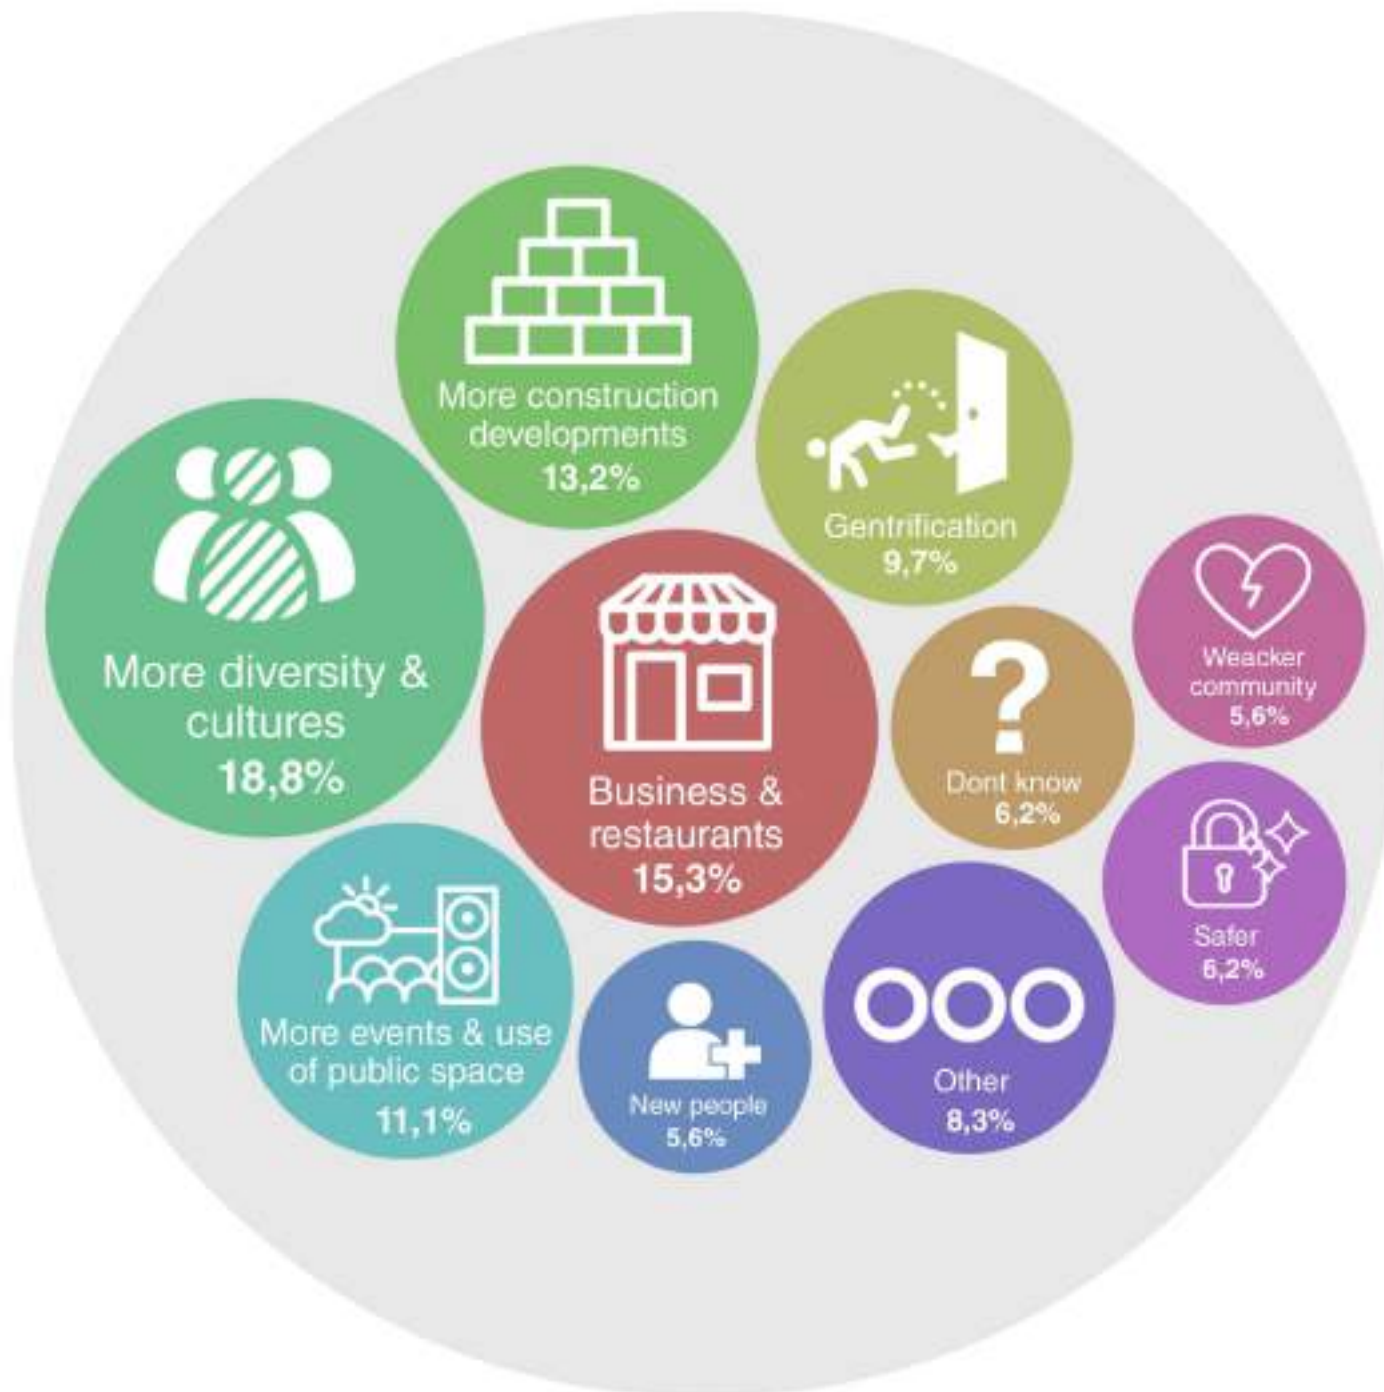 More construction
developments
13,2%
Gentrification
9,7%
More diversity &
cultures
18,8%
Business &
restaurants
15,3%
?
Dont know
6,2%
Weacker
community
5,6%
Safer
6,2%
More events & use
of public space
11,1%
New people
5,6%
Other
8,3%